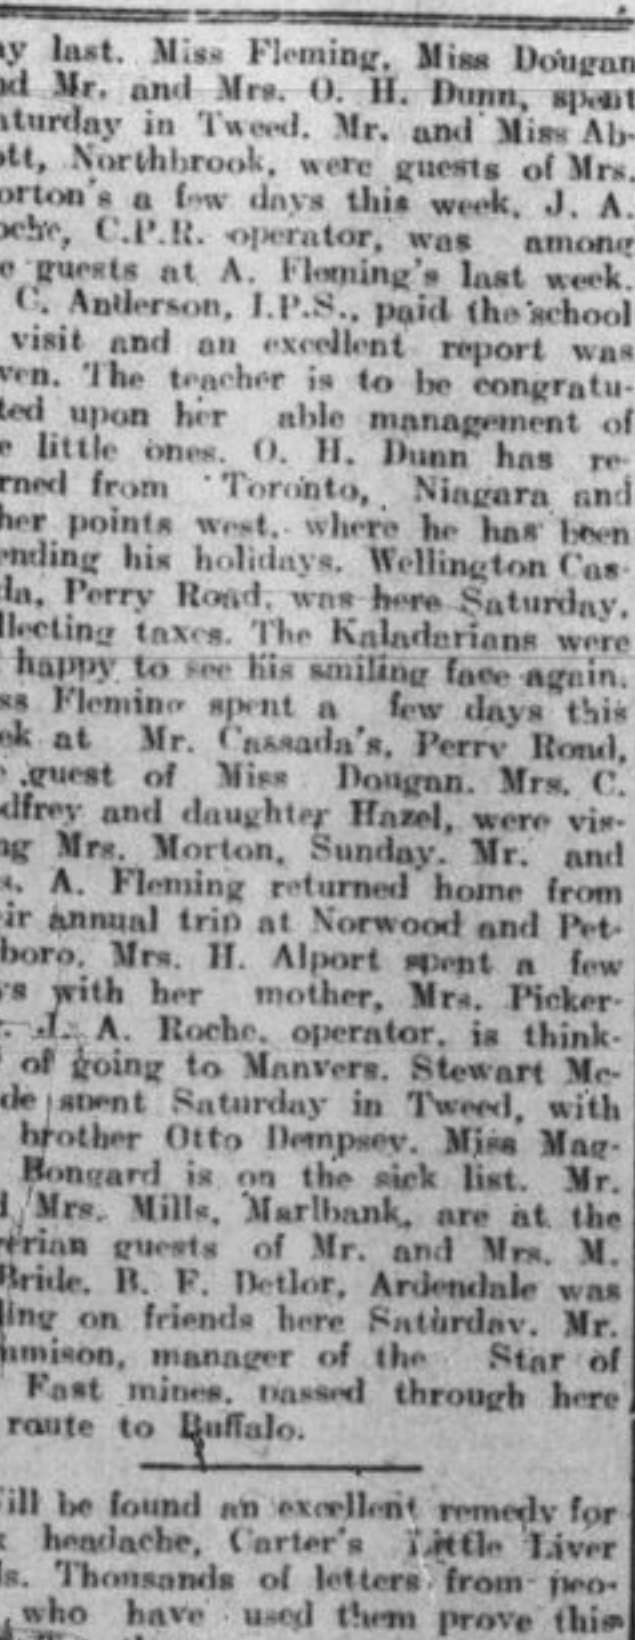 ay last. Miss Fleming, Miss Dougan
nd Mr. and Mrs. O. H. Dunn, spent
aturday in Tweed. Mr. and Miss Ab-
ott, Northbrook, were guests of Mrs.
orton's a few days this week. J. A.
oche, C.P.R. operator, was among
e guests at A. Fleming's last week.
C. Anderson, I.P.S., paid the school
visit and an excellent report was
ven. The teacher is to be congratu-
ted upon her able management of
e little ones. O. H. Dunn has re-
rned from Toronto, Niagara and
her points west, where he has been
ending his holidays. Wellington Cas-
da, Perry Road, was here Saturday,
llecting taxes. The Kaladarians were
happy to see his smiling face again.
ss Fleming spent a few days this
ek at Mr. Cassada's, Perry Rond,
e guest of Miss Dougan. Mrs. C.
dfrey and daughter Hazel, were vis-
ng Mrs. Morton, Sunday. Mr. and
s. A. Fleming returned home from
eir annual trip at Norwood and Pet-
boro. Mrs. H. Alport spent a few
ys with her mother, Mrs. Picker-
. J. A. Roche, operator, is think-
of going to Manvers. Stewart Mc-
de spent Saturday in Tweed, with
brother Otto Dempsey. Miss Mag-
Bongard is on the sick list. Mr.
d Mrs. Mills, Marlbank, are at the
rerian guests of Mr. and Mrs. M.
Bride. B. F. Detlor, Ardendale was
ling on friends here Saturday. Mr.
amison, manager of the Star of
East mines, passed through here
route to Buffalo.
ill be found an excellent remedy for
k headache, Carter's Little Liver
ls. Thousands of letters from peo-
who have used them prove this